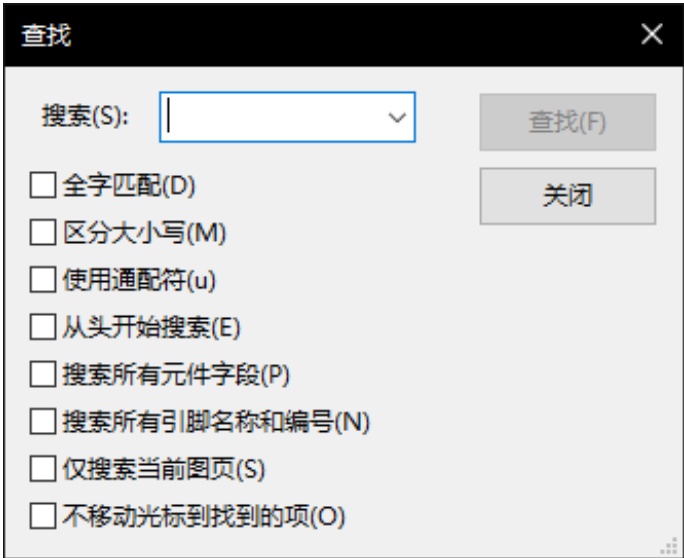 查找
搜索(S):
查找(F)
全字匹配(D)
关闭
区分大小写(M)
使用通配符(u)
从头开始搜索(E)
搜索所有元件字段(P)
搜索所有引脚名称和编号(N)
仅搜索当前图页(S)
不移动光标到找到的项(O)